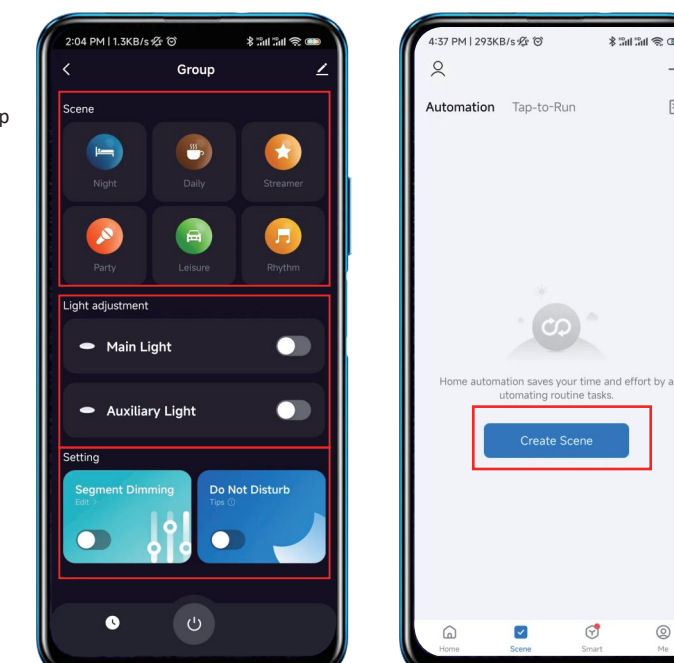 p
2:04 PM | 1.3KB/s
Group
Scene
Night
Daily
Streamer
Party
Leisure
Rhythm
Light adjustment
Main Light
Auxiliary Light
Setting
Segment Dimming
Edit >
Do Not Disturb
Tips
4:37 PM | 293KB/s
Automation
Tap-to-Run
Home automation saves your time and effort by a
utomating routine tasks.
Create Scene
Home
Scene
Smart
Me